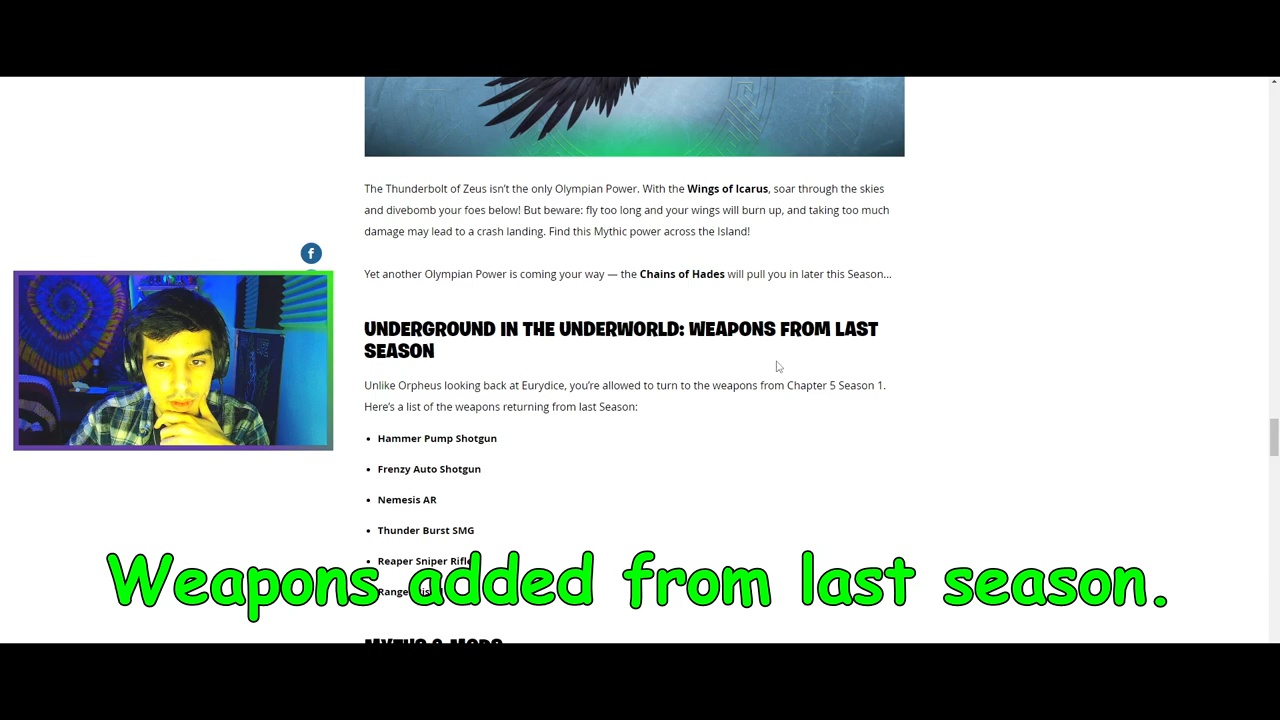 The Thunderbolt of Zeus isn't the only Olympian Power. With the Wings of Icarus, soar through the skies
and divebomb your foes below! But beware: fly too long and your wings will burn up, and taking too much
damage may lead to a crash landing. Find this Mythic power across the Island!
f
Yet another Olympian Power is coming your way — the Chains of Hades will pull you in later this Season...
UNDERGROUND IN THE UNDERWORLD: WEAPONS FROM LAST
SEASON
Unlike Orpheus looking back at Eurydice, you're allowed to turn to the weapons from Chapter 5 Season 1.
Here's a list of the weapons returning from last Season:
• Hammer Pump Shotgun
• Frenzy Auto Shotgun
• Nemesis AR
• Thunder Burst SMG
• Reaper Sniper Rifle
Weapons added from last season.